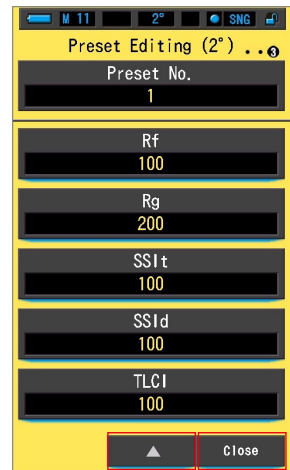 M 11 2° SNG
Preset Editing (2°) ..❸
Preset No.
1
Rf
100
Rg
200
SSIt
100
SSId
100
TLCI
100
▲ Close